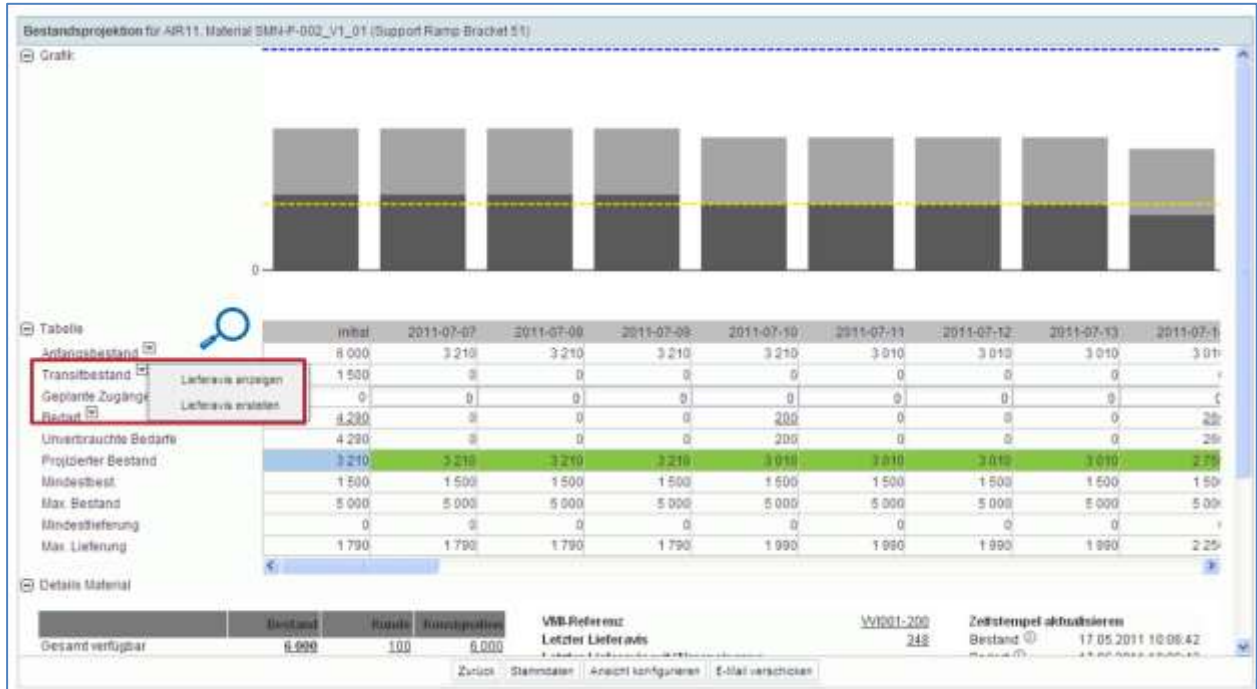 Bestandsprojektion für AIR11. Material SMN-P-002_V1_01 (Support Ramp Bracket 51)
Grafik
0
Tabelle initial 2011-07-07 2011-07-08 2011-07-09 2011-07-10 2011-07-11 2011-07-12 2011-07-13
Anfangsbestand 6 000 3 210 3 210 3 210 3 210 3 010 3 010 3 010
Transitbestand 1 500 0 0 0 0 0 0 0
Lieferavis anzeigen
Geplante Zugänge 0 0 0 0 0 0 0 0
Lieferavis erstellen
Bedarf 4 290 0 0 0 200 0 0 0
Unverbrauchte Bedarfe 4 290 0 0 0 200 0 0 0
Projizierter Bestand 3 210 3 210 3 210 3 210 3 010 3 010 3 010 3 010
Mindestbest. 1 500 1 500 1 500 1 500 1 500 1 500 1 500 1 500
Max. Bestand 5 000 5 000 5 000 5 000 5 000 5 000 5 000 5 000
Mindestlieferung 0 0 0 0 0 0 0 0
Max. Lieferung 1 790 1 790 1 790 1 790 1 990 1 990 1 990 1 990
Details Material
Bestand Kunde Konsignation VMI-Referenz VVI001-200 Zeitstempel aktualisieren
Gesamt verfügbar 6.000 100 6.000 Letzter Lieferavis 248 Bestand 17.05.2011 10:06:42
Zurück Stammdaten Ansicht konfigurieren E-Mail verschicken